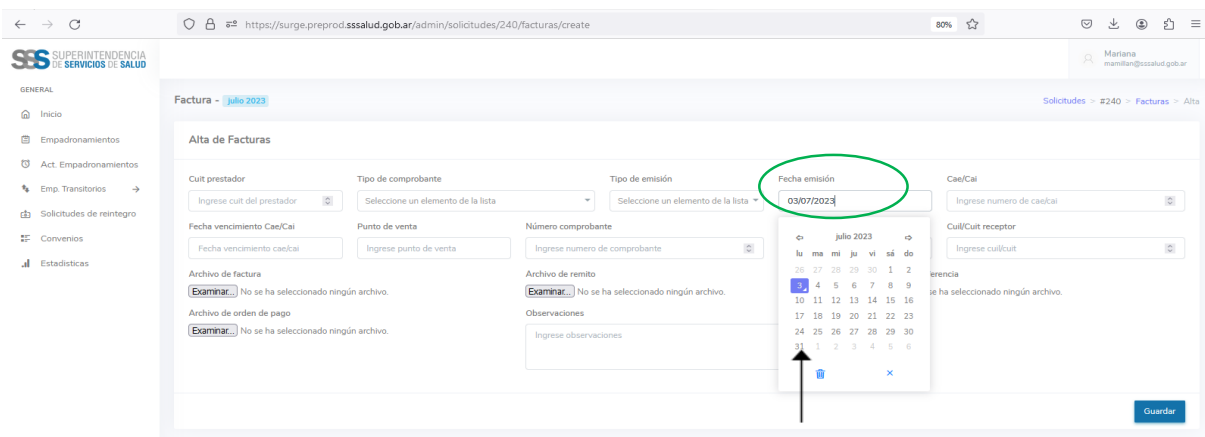 https://surge.preprod.sssalud.gob.ar/admin/solicitudes/240/facturas/create
80%
SSS SUPERINTENDENCIA
DE SERVICIOS DE SALUD
Mariana
mamillan@sssalud.gob.ar
GENERAL
Inicio
Empadronamientos
Act. Empadronamientos
Emp. Transitorios
Solicitudes de reintegro
Convenios
Estadisticas
Factura - julio 2023
Solicitudes > #240 > Facturas > Alta
Alta de Facturas
Cuit prestador
Ingrese cuit del prestador
Tipo de comprobante
Seleccione un elemento de la lista
Tipo de emisión
Seleccione un elemento de la lista
Fecha emisión
03/07/2023
Cae/Cai
Ingrese numero de cae/cai
Fecha vencimiento Cae/Cai
Fecha vencimiento cae/cai
Punto de venta
Ingrese punto de venta
Número comprobante
Ingrese numero de comprobante
Cuil/Cuit receptor
Ingrese cuil/cuit
julio 2023
lu ma mi ju vi sá do
26 27 28 29 30 1 2
3 4 5 6 7 8 9
10 11 12 13 14 15 16
17 18 19 20 21 22 23
24 25 26 27 28 29 30
31 1 2 3 4 5 6
Archivo de factura
Examinar... No se ha seleccionado ningún archivo.
Archivo de remito
Examinar... No se ha seleccionado
erencia
se ha seleccionado ningún archivo.
Archivo de orden de pago
Examinar... No se ha seleccionado ningún archivo.
Observaciones
Ingrese observaciones
Guardar